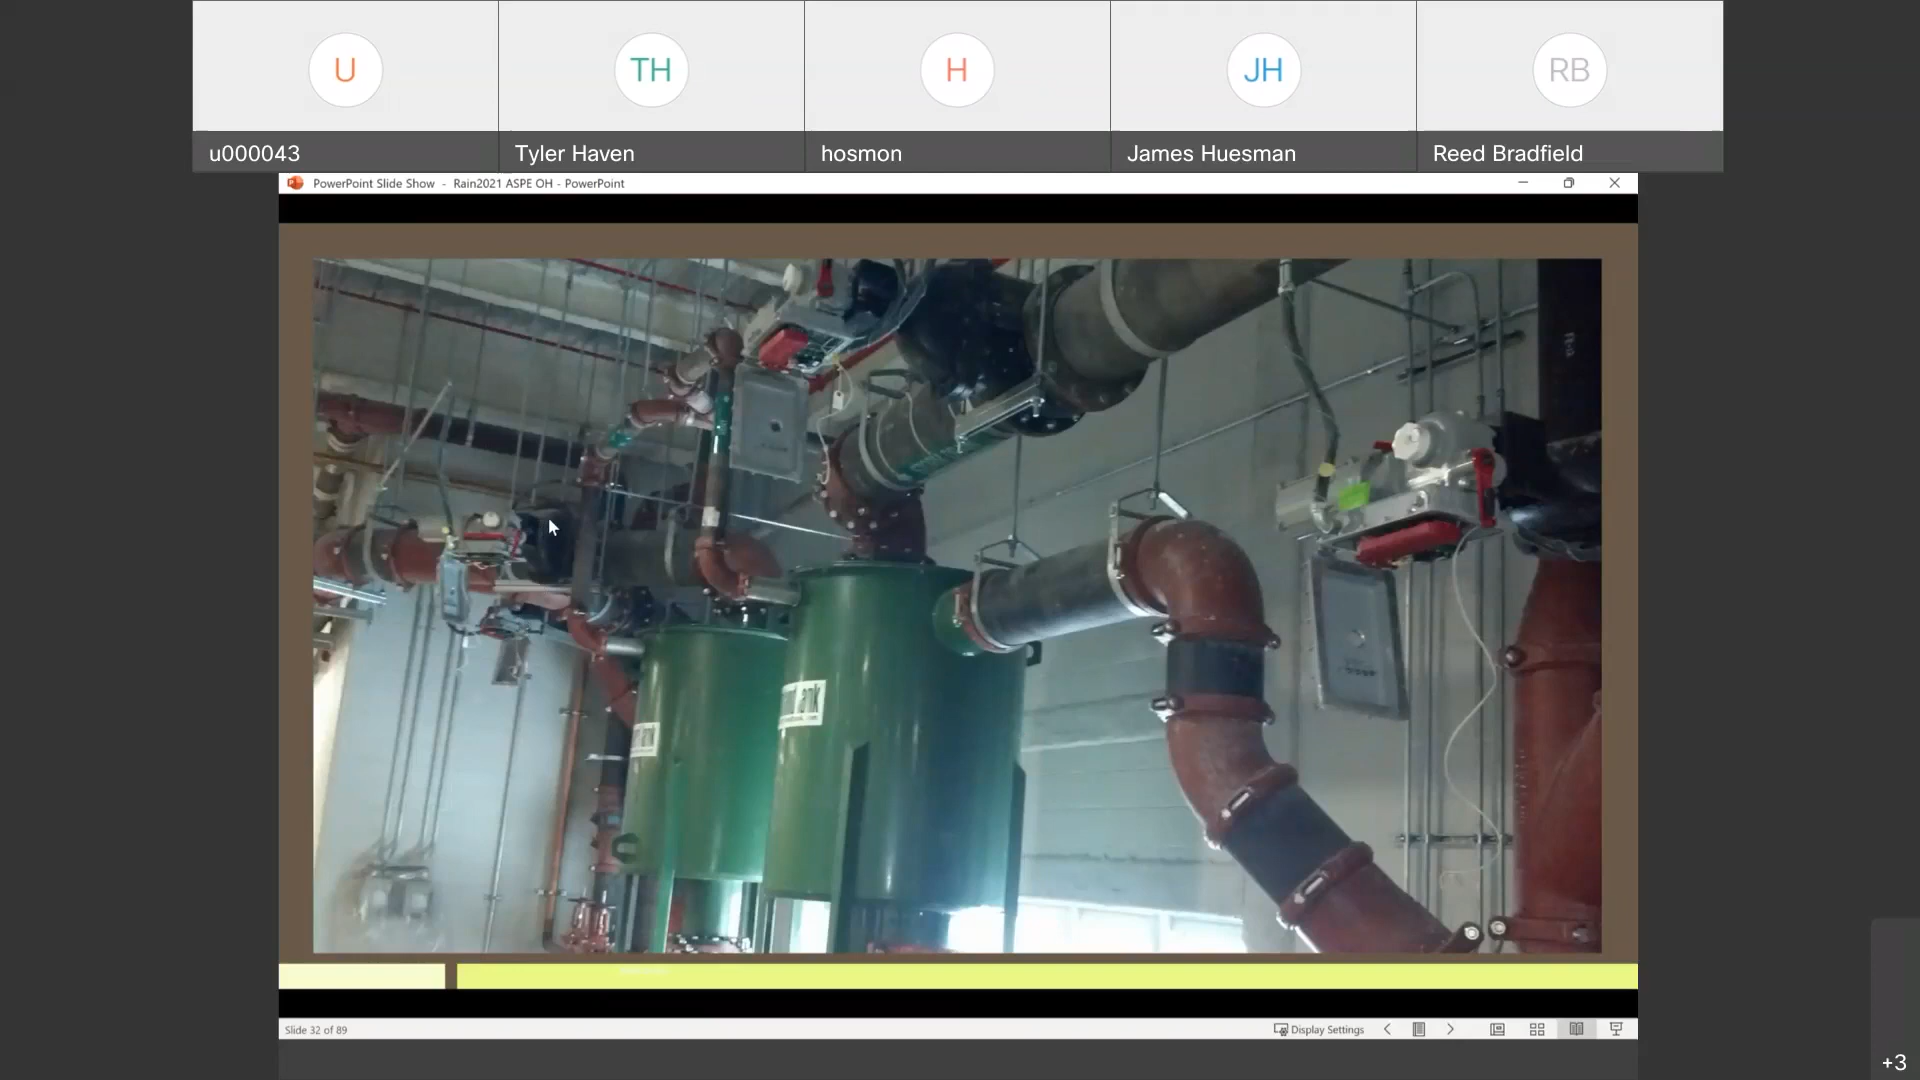 U
TH
H
JH
RB
u000043
Tyler Haven
hosmon
James Huesman
Reed Bradfield
PowerPoint Slide Show - Rain2021 ASPE OH - PowerPoint
Slide 32 of 89
Display Settings
+3